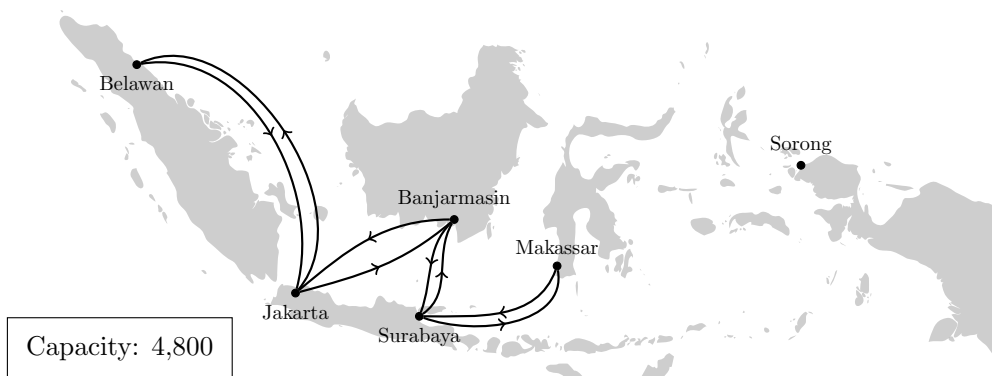 Belawan
Sorong
Banjarmasin
Makassar
Jakarta
Surabaya
Capacity: 4,800